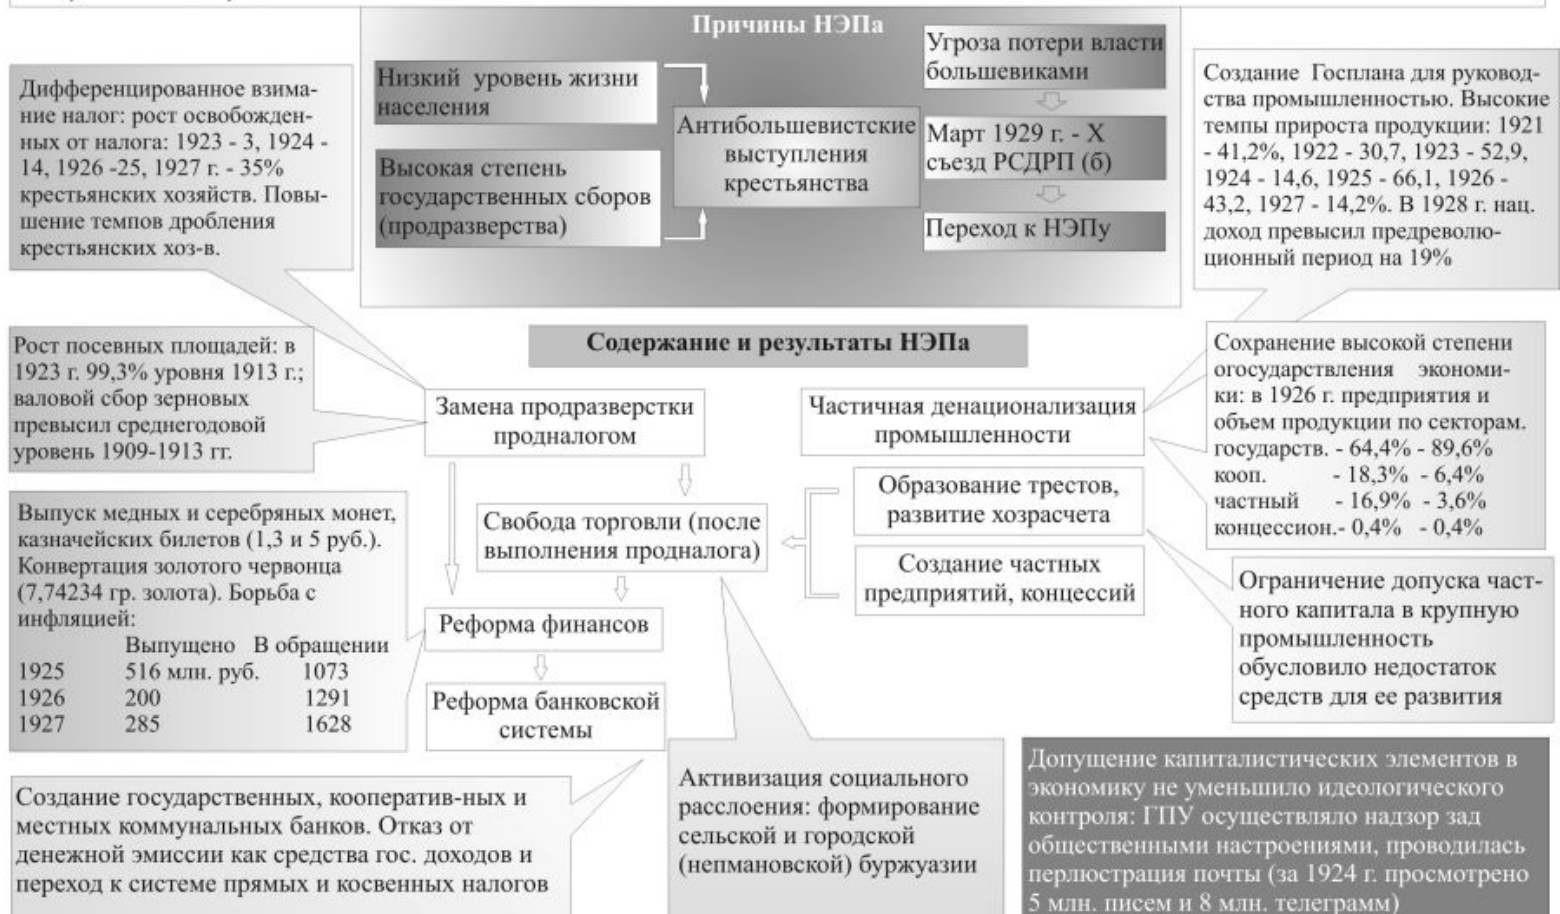 Причины НЭПа
Низкий уровень жизни
населения
Высокая степень
государственных сборов
(продразверства)
Антибольшевистские
выступления
крестьянства
Угроза потери власти
большевиками
Март 1929 г. - X
съезд РСДРП (б)
Переход к НЭПу
Дифференцированное взима-
ние налог: рост освобожден-
ных от налога: 1923 - 3, 1924 -
14, 1926 -25, 1927 г. - 35%
крестьянских хозяйств. Повы-
шение темпов дробления
крестьянских хоз-в.
Создание Госплана для руковод-
ства промышленностью. Высокие
темпы прироста продукции: 1921
- 41,2%, 1922 - 30,7, 1923 - 52,9,
1924 - 14,6, 1925 - 66,1, 1926 -
43,2, 1927 - 14,2%. В 1928 г. нац.
доход превысил предреволю-
ционный период на 19%
Содержание и результаты НЭПа
Рост посевных площадей: в
1923 г. 99,3% уровня 1913 г.;
валовой сбор зерновых
превысил среднегодовой
уровень 1909-1913 гг.
Замена продразверстки
продналогом
Частичная денационализация
промышленности
Сохранение высокой степени
огосударствления экономи-
ки: в 1926 г. предприятия и
объем продукции по секторам.
государств. - 64,4% - 89,6%
кооп. - 18,3% - 6,4%
частный - 16,9% - 3,6%
концессион.- 0,4% - 0,4%
Выпуск медных и серебряных монет,
казначейских билетов (1,3 и 5 руб.).
Конвертация золотого червонца
(7,74234 гр. золота). Борьба с
инфляцией:
Выпущено В обращении
1925 516 млн. руб. 1073
1926 200 1291
1927 285 1628
Свобода торговли (после
выполнения продналога)
Образование трестов,
развитие хозрасчета
Создание частных
предприятий, концессий
Реформа финансов
Реформа банковской
системы
Ограничение допуска част-
ного капитала в крупную
промышленность
обусловило недостаток
средств для ее развития
Создание государственных, кооператив-ных и
местных коммунальных банков. Отказ от
денежной эмиссии как средства гос. доходов и
переход к системе прямых и косвенных налогов
Активизация социального
расслоения: формирование
сельской и городской
(непмановской) буржуазии
Допущение капиталистических элементов в
экономику не уменьшило идеологического
контроля: ГПУ осуществляло надзор зад
общественными настроениями, проводилась
перлюстрация почты (за 1924 г. просмотрено
5 млн. писем и 8 млн. телеграмм)